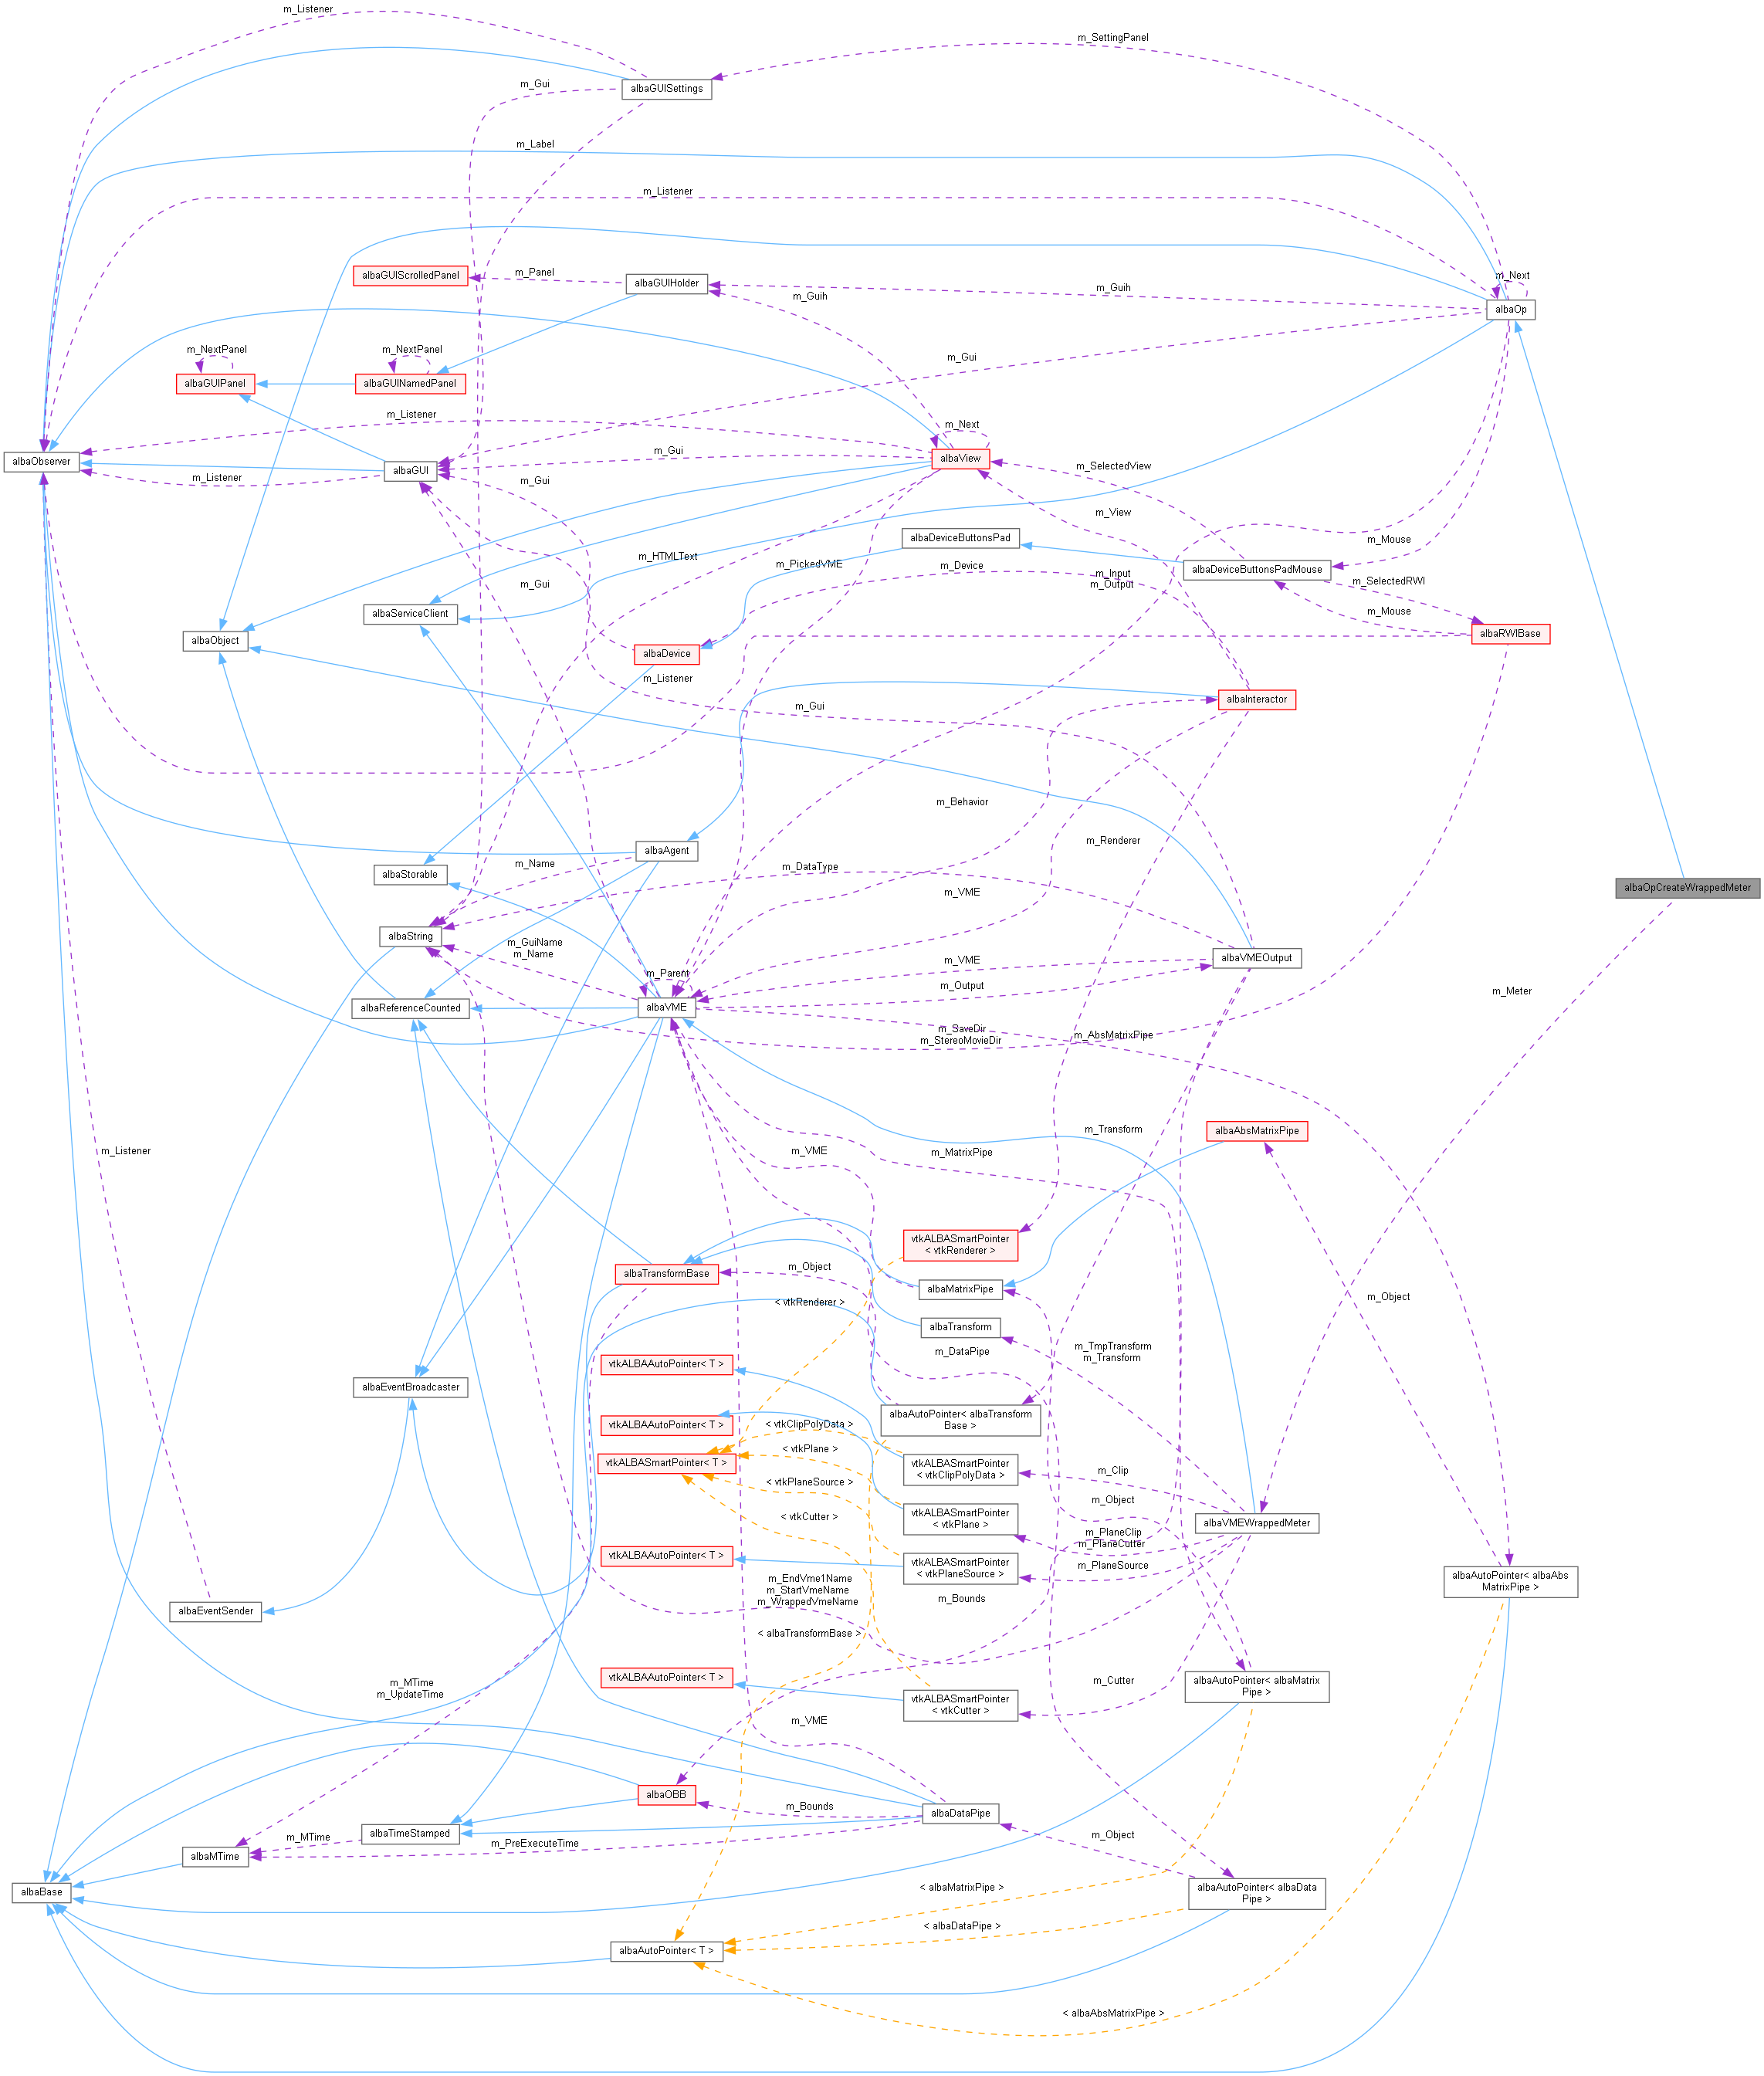 m_Listener
m_SettingPanel
albaGUISettings
m_Gui
m_Label
m_Listener
albaGUIScrolledPanel
m_Panel
albaGUIHolder
m_Guih
m_Guih
m_Next
albaOp
m_NextPanel
m_NextPanel
albaGUIPanel
albaGUINamedPanel
m_Gui
m_Listener
m_Next
albaObserver
albaGUI
m_Gui
albaView
m_SelectedView
m_Listener
m_Gui
m_View
albaDeviceButtonsPad
m_Mouse
m_HTMLText
m_PickedVME
m_Device
m_Input
m_Output
albaDeviceButtonsPadMouse
m_SelectedRWI
m_Gui
albaServiceClient
m_Mouse
albaObject
albaDevice
albaRWIBase
m_Listener
albaInteractor
m_Gui
m_Behavior
m_Renderer
albaAgent
albaStorable
m_Name
m_DataType
m_VME
albaOpCreateWrappedMeter
albaString
m_GuiName
m_Name
albaVMEOutput
m_VME
m_Parent
m_Output
m_Meter
albaReferenceCounted
albaVME
m_SaveDir
m_StereoMovieDir
m_AbsMatrixPipe
m_Transform
albaAbsMatrixPipe
m_Listener
m_VME
m_MatrixPipe
vtkALBASmartPointer
< vtkRenderer >
m_Object
albaTransformBase
albaMatrixPipe
m_Object
< vtkRenderer >
albaTransform
m_TmpTransform
m_Transform
m_DataPipe
vtkALBAAutoPointer< T >
albaEventBroadcaster
albaAutoPointer< albaTransform
Base >
vtkALBAAutoPointer< T >
< vtkClipPolyData >
< vtkPlane >
vtkALBASmartPointer< T >
vtkALBASmartPointer
< vtkClipPolyData >
m_Clip
< vtkPlaneSource >
m_Object
< vtkCutter >
vtkALBASmartPointer
< vtkPlane >
albaVMEWrappedMeter
m_PlaneClip
m_PlaneCutter
vtkALBAAutoPointer< T >
vtkALBASmartPointer
< vtkPlaneSource >
m_PlaneSource
m_EndVme1Name
m_StartVmeName
m_WrappedVmeName
albaAutoPointer< albaAbs
MatrixPipe >
m_Bounds
albaEventSender
< albaTransformBase >
vtkALBAAutoPointer< T >
m_Cutter
albaAutoPointer< albaMatrix
Pipe >
m_MTime
m_UpdateTime
vtkALBASmartPointer
< vtkCutter >
m_VME
albaOBB
m_Bounds
albaDataPipe
albaTimeStamped
m_MTime
m_PreExecuteTime
m_Object
albaMTime
albaBase
< albaMatrixPipe >
albaAutoPointer< albaData
Pipe >
< albaDataPipe >
albaAutoPointer< T >
< albaAbsMatrixPipe >